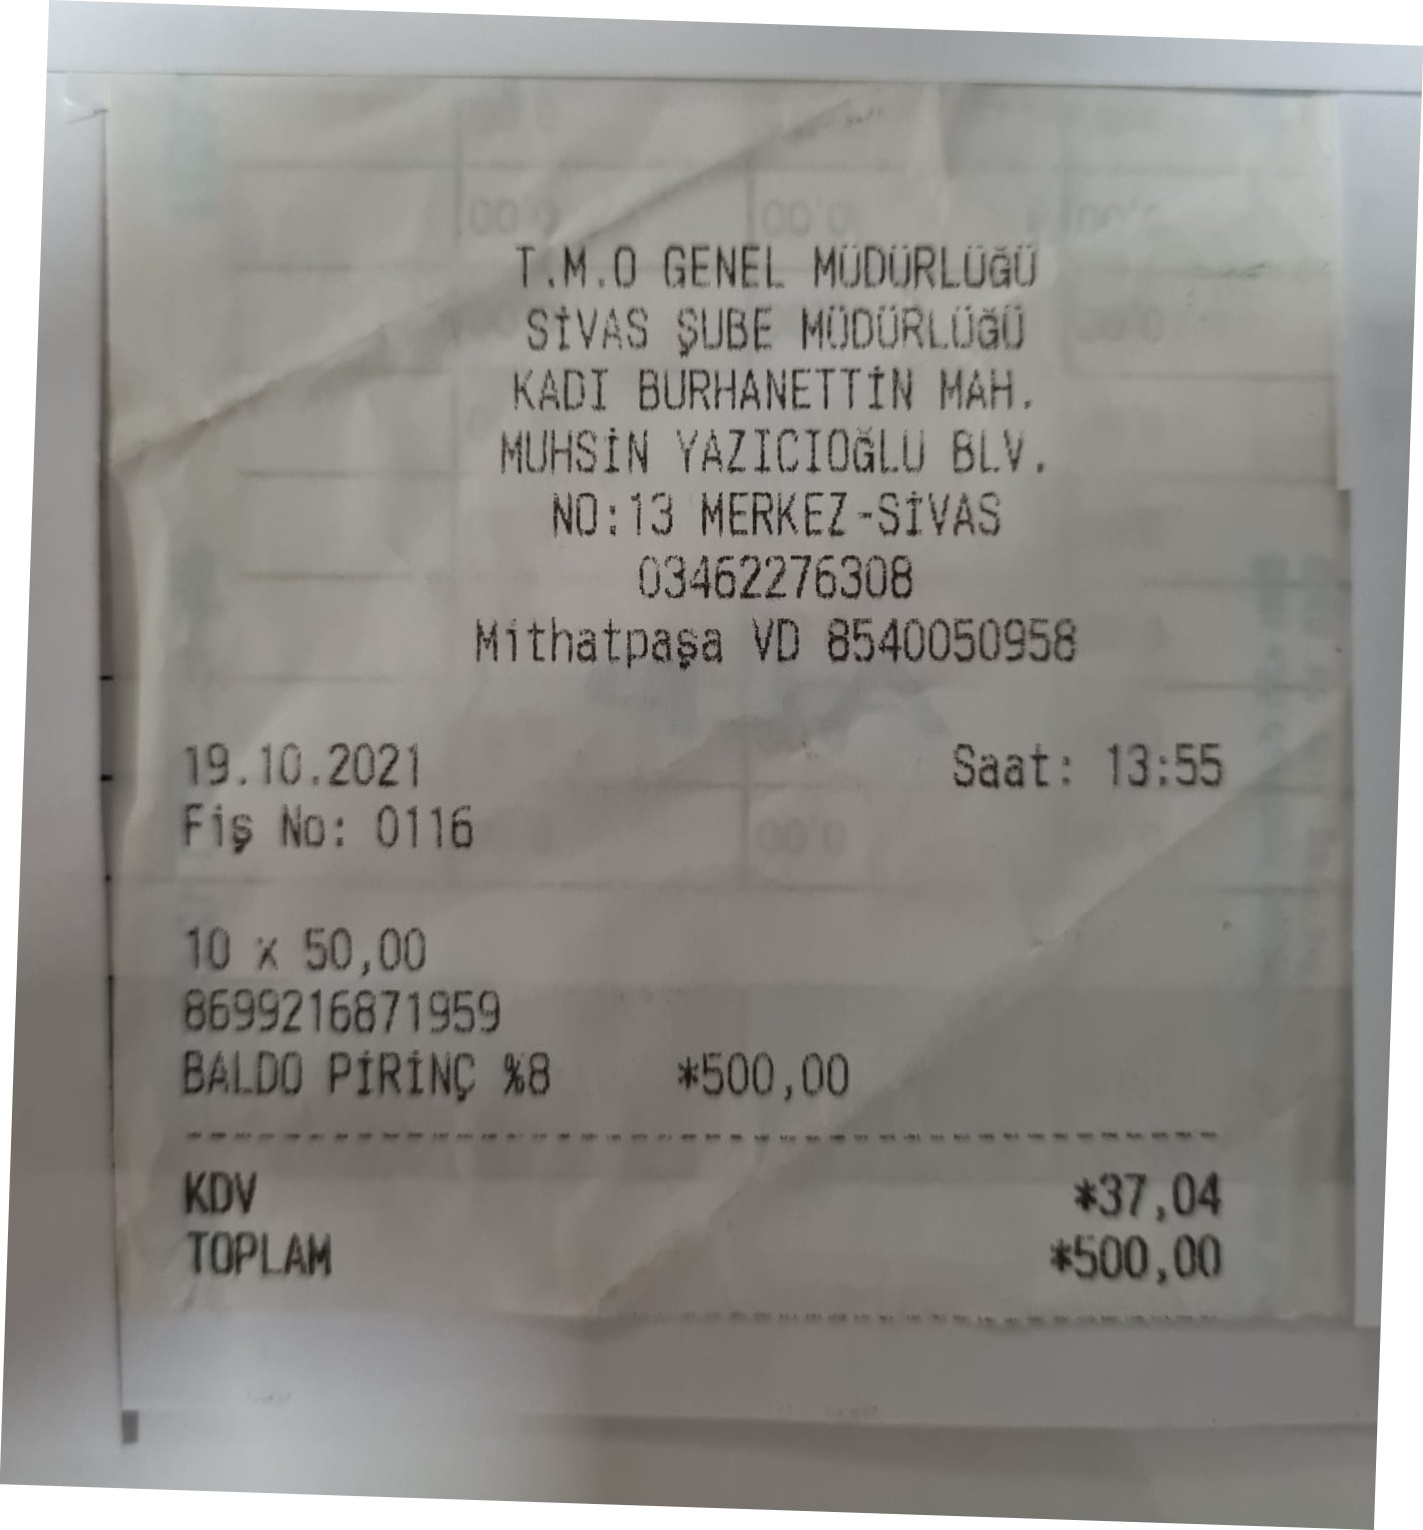 T.M.O GENEL MÜDÜRLÜĞÜ
SİVAS ŞUBE MÜDÜRLÜĞÜ
KADI BURHANETTİN MAH.
MUHSİN YAZICIOĞLU BLV.
NO:13 MERKEZ-SİVAS
03462276308
Mithatpaşa VD 8540050958
19.10.2021 Saat: 13:55
Fiş No: 0116
10 x 50,00
8699216871959
BALDO PİRİNÇ %8 *500,00
KDV *37,04
TOPLAM *500,00